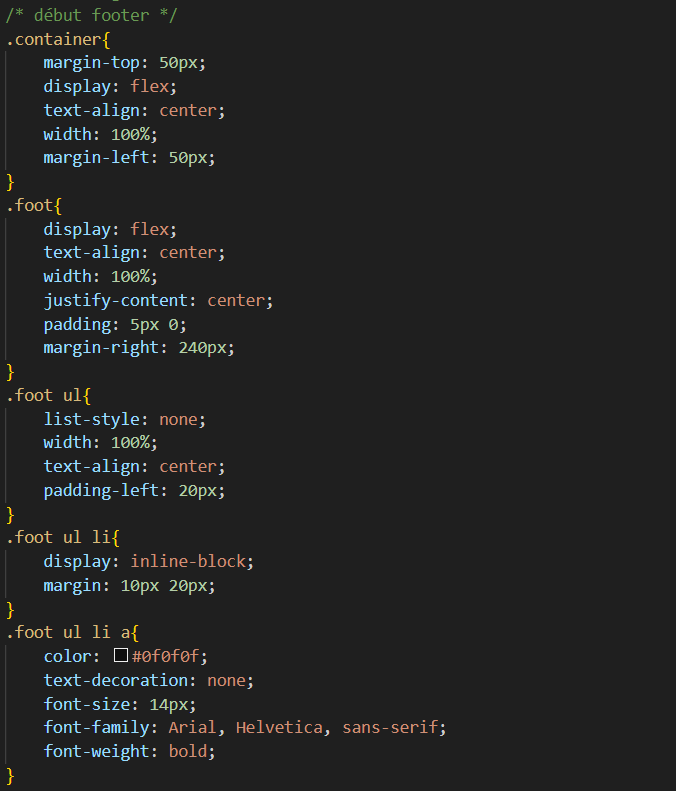 /* début footer */
.container{
    margin-top: 50px;
    display: flex;
    text-align: center;
    width: 100%;
    margin-left: 50px;
}
.foot{
    display: flex;
    text-align: center;
    width: 100%;
    justify-content: center;
    padding: 5px 0;
    margin-right: 240px;
}
.foot ul{
    list-style: none;
    width: 100%;
    text-align: center;
    padding-left: 20px;
}
.foot ul li{
    display: inline-block;
    margin: 10px 20px;
}
.foot ul li a{
    color: #0f0f0f;
    text-decoration: none;
    font-size: 14px;
    font-family: Arial, Helvetica, sans-serif;
    font-weight: bold;
}